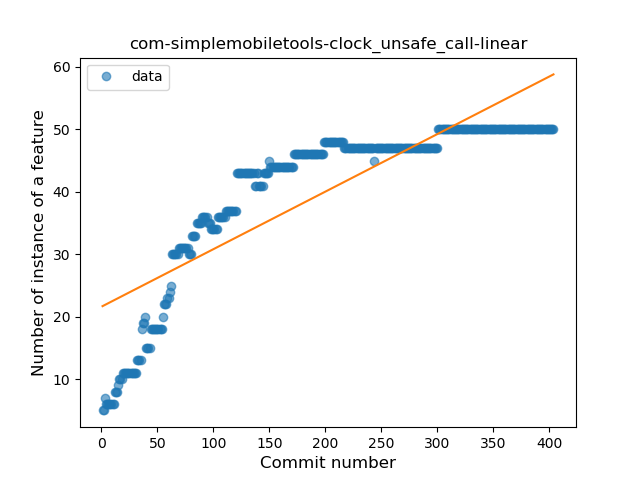 com-simplemobiletools-clock_unsafe_call-linear
data
Number of instance of a feature
60
50
40
30
20
10
0 50 100 150 200 250 300 350 400
Commit number